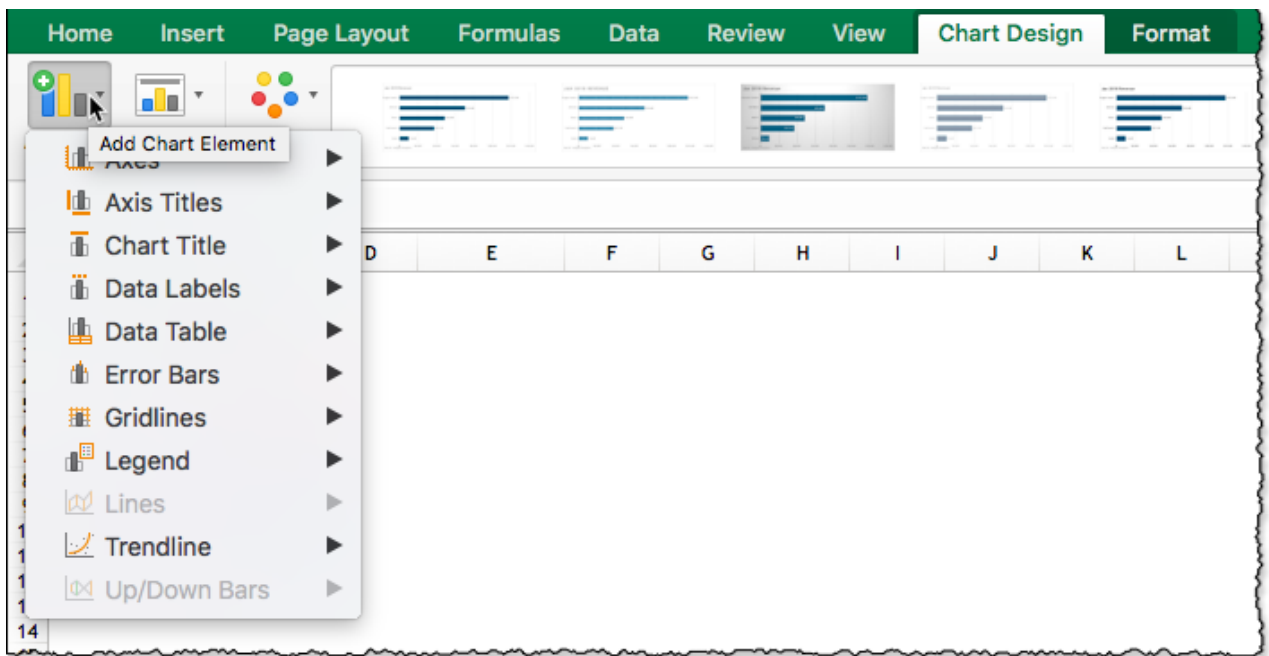 Home Insert Page Layout Formulas Data Review View Chart Design Format
Add Chart Element
Axes
Axis Titles
Chart Title
D E F G H I J K L
Data Labels
Data Table
Error Bars
Gridlines
Legend
Lines
Trendline
Up/Down Bars
14